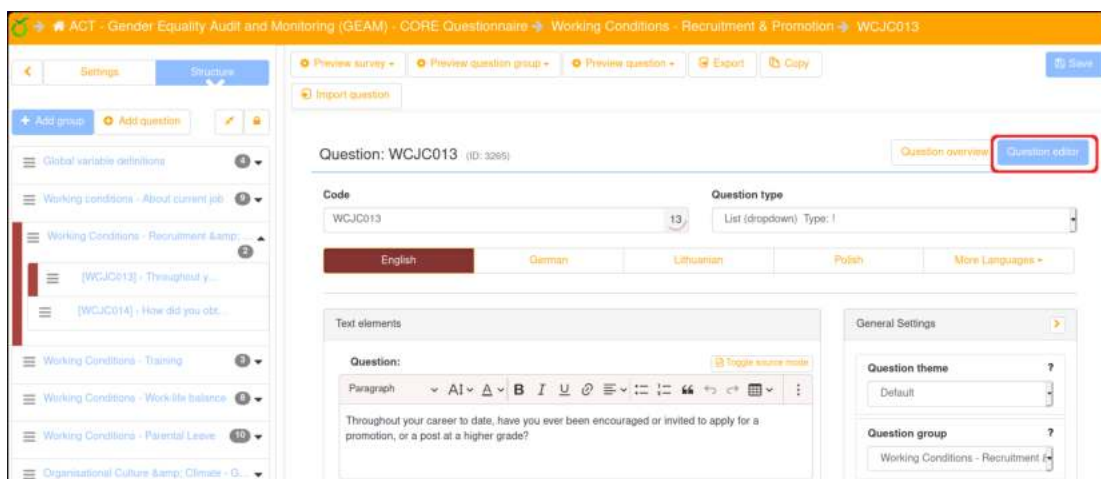 ACT - Gender Equality Audit and Monitoring (GEAM) - CORE Questionnaire Working Conditions - Recruitment & Promotion WCJC013
Settings
Structure
Preview survey
Preview question group
Preview question
Export
Copy
Save
Import question
Add group
Add question
Global variable definitions 4
Working conditions - About current job 9
Working Conditions - Recruitment &amp; ...
2
[WCJC013] - Throughout y...
[WCJC014] - How did you obt...
Working Conditions - Training 3
Working Conditions - Work-life balance 6
Working Conditions - Parental Leave 10
Organisational Culture &amp; Climate - G...
Question: WCJC013 (ID: 3265)
Question overview
Question editor
Code
Question type
WCJC013
13
List (dropdown) Type: !
English
German
Lithuanian
Polish
More Languages
Text elements
General Settings
Question:
Toggle source mode
Paragraph
Throughout your career to date, have you ever been encouraged or invited to apply for a
promotion, or a post at a higher grade?
Question theme ?
Default
Question group ?
Working Conditions - Recruitment &